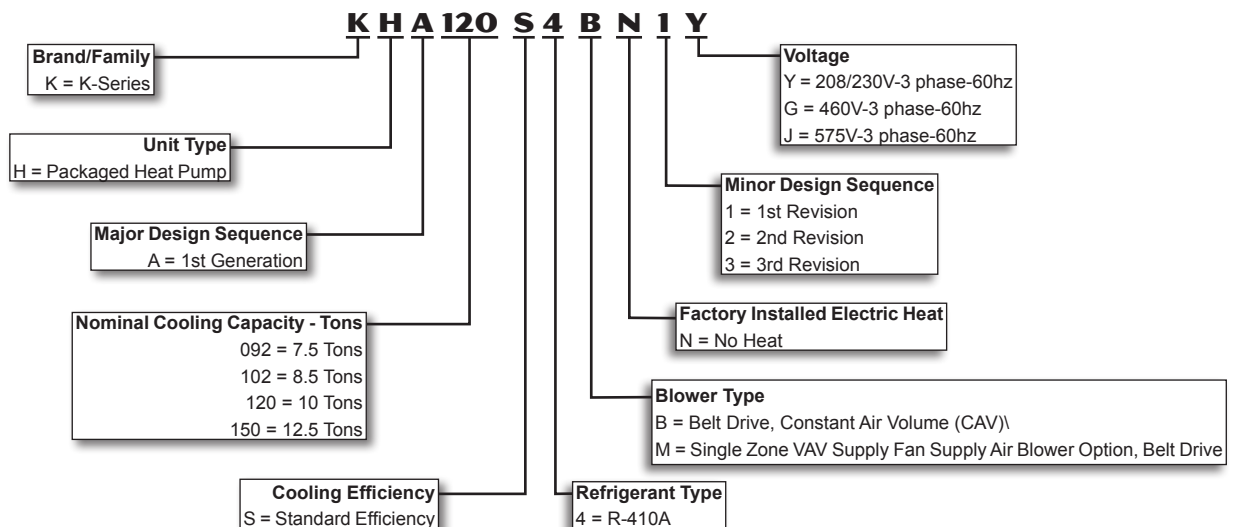 K H A 120 S 4 B N 1 Y
Brand/Family
K = K-Series
Unit Type
H = Packaged Heat Pump
Major Design Sequence
A = 1st Generation
Nominal Cooling Capacity - Tons
092 = 7.5 Tons
102 = 8.5 Tons
120 = 10 Tons
150 = 12.5 Tons
Cooling Efficiency
S = Standard Efficiency
Refrigerant Type
4 = R-410A
Blower Type
B = Belt Drive, Constant Air Volume (CAV)\
M = Single Zone VAV Supply Fan Supply Air Blower Option, Belt Drive
Factory Installed Electric Heat
N = No Heat
Minor Design Sequence
1 = 1st Revision
2 = 2nd Revision
3 = 3rd Revision
Voltage
Y = 208/230V-3 phase-60hz
G = 460V-3 phase-60hz
J = 575V-3 phase-60hz